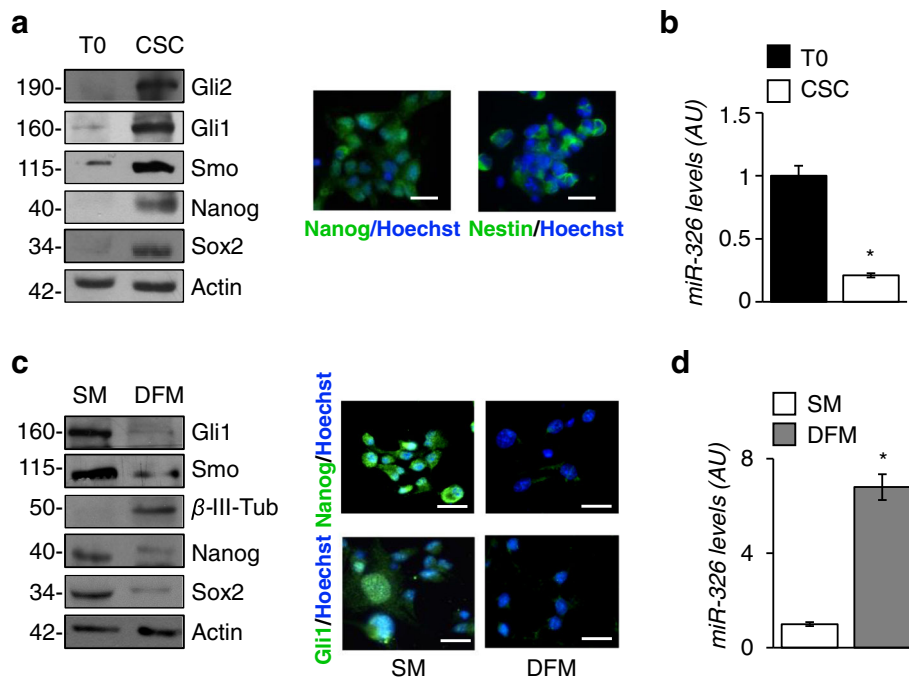 a
T0 CSC
190- Gli2
160- Gli1
115- Smo
40- Nanog
34- Sox2
42- Actin
Nanog/Hoechst Nestin/Hoechst
b
T0
CSC
miR-326 levels (AU)
1.5
1
0.5
0
*
c
SM DFM
160- Gli1
115- Smo
50- β-III-Tub
40- Nanog
34- Sox2
42- Actin
Nanog/Hoechst
Gli1/Hoechst
SM DFM
d
SM
DFM
miR-326 levels (AU)
8
4
0
*